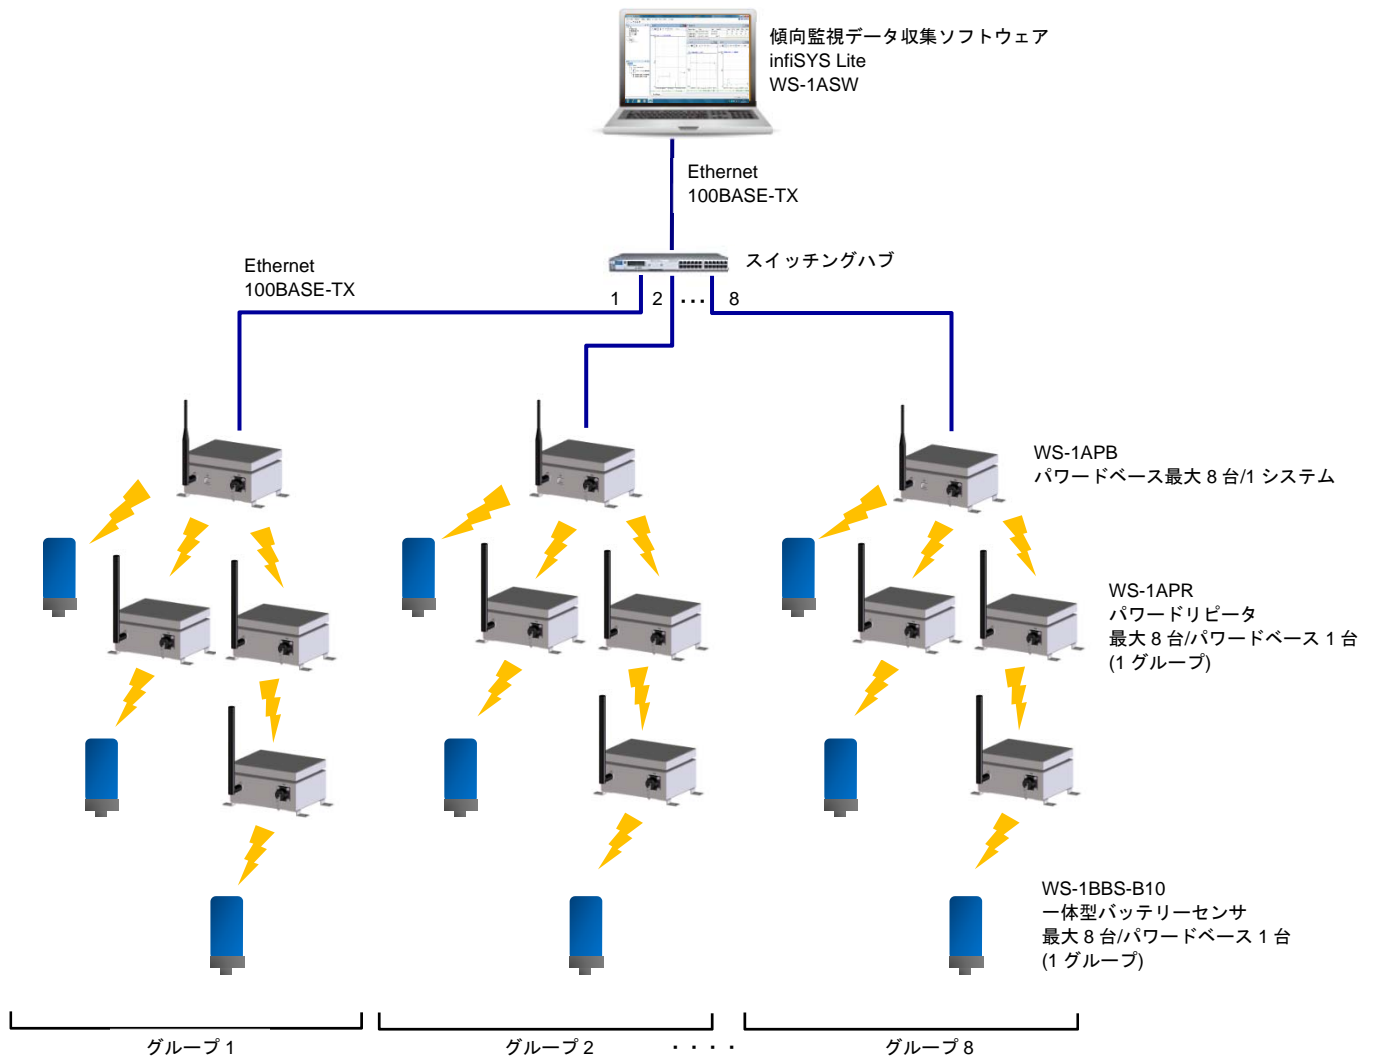 傾向監視データ収集ソフトウェア
infiSYS Lite
WS-1ASW
Ethernet
100BASE-TX
スイッチングハブ
Ethernet
100BASE-TX
1 2 ・・・ 8
WS-1APB
パワードベース最大 8 台/1 システム
WS-1APR
パワードリピータ
最大 8 台/パワードベース 1 台
(1 グループ)
WS-1BBS-B10
一体型バッテリーセンサ
最大 8 台/パワードベース 1 台
(1 グループ)
グループ 1 グループ 2 ・・・・ グループ 8